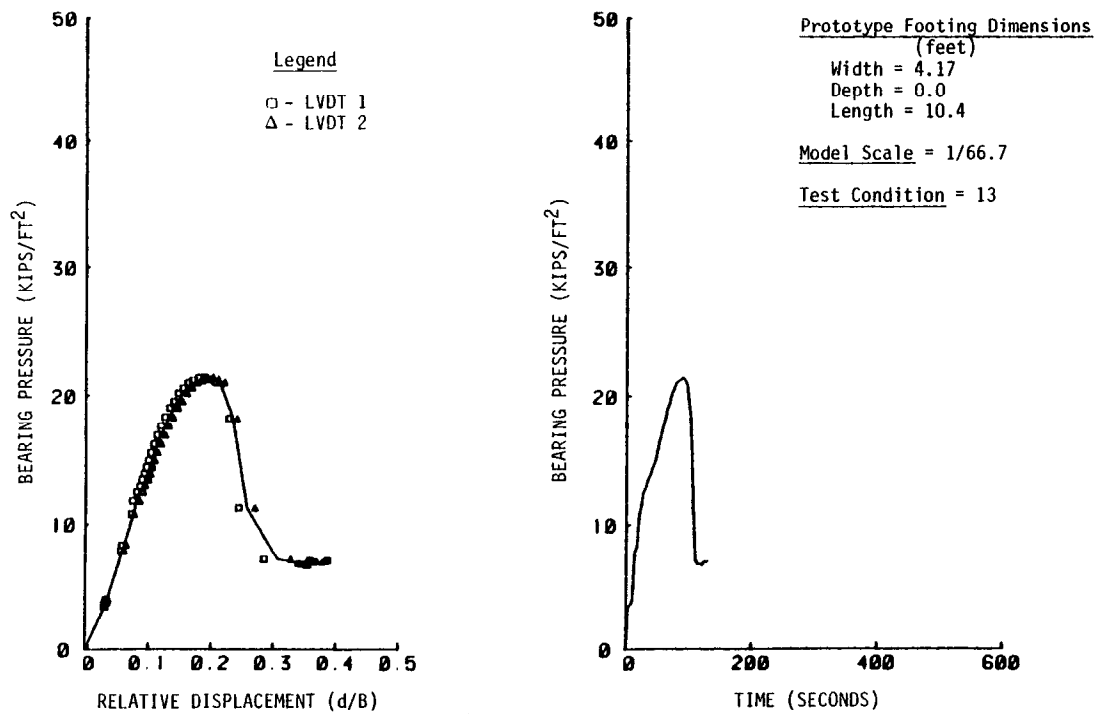 50
40
30
20
10
0
BEARING PRESSURE (KIPS/FT²)
Legend
□ - LVDT 1
△ - LVDT 2
0 0.1 0.2 0.3 0.4 0.5
RELATIVE DISPLACEMENT (d/B)
50
40
30
20
10
0
BEARING PRESSURE (KIPS/FT²)
Prototype Footing Dimensions
(feet)
Width = 4.17
Depth = 0.0
Length = 10.4
Model Scale = 1/66.7
Test Condition = 13
0 200 400 600
TIME (SECONDS)